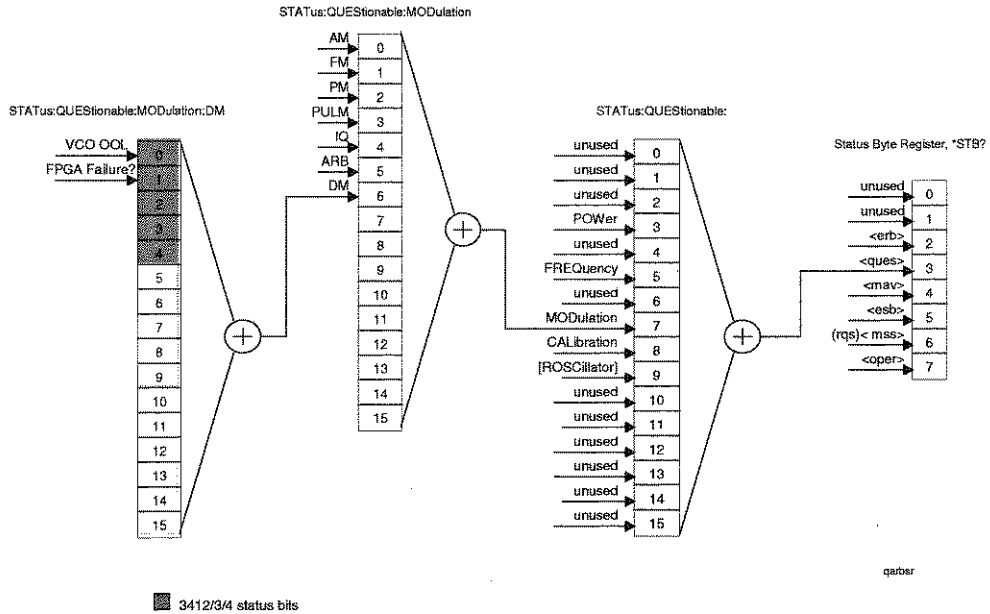 STATus:QUEStionable:MODulation
AM
0
FM
1
PM
2
PULM
3
IQ
4
ARB
5
DM
6
7
8
9
10
11
12
13
14
15
STATus:QUEStionable:MODulation:DM
VCO OOL
0
FPGA Failure?
1
2
3
4
5
6
7
8
9
10
11
12
13
14
15
STATus:QUEStionable:
unused
0
unused
1
unused
2
POWer
3
unused
4
FREQuency
5
unused
6
MODulation
7
CALibration
8
[ROSCillator]
9
unused
10
unused
11
unused
12
unused
13
unused
14
unused
15
Status Byte Register, *STB?
unused
0
unused
1
<erb>
2
<ques>
3
<mav>
4
<esb>
5
(rqs)< mss>
6
<oper>
7
qarbsr
3412/3/4 status bits